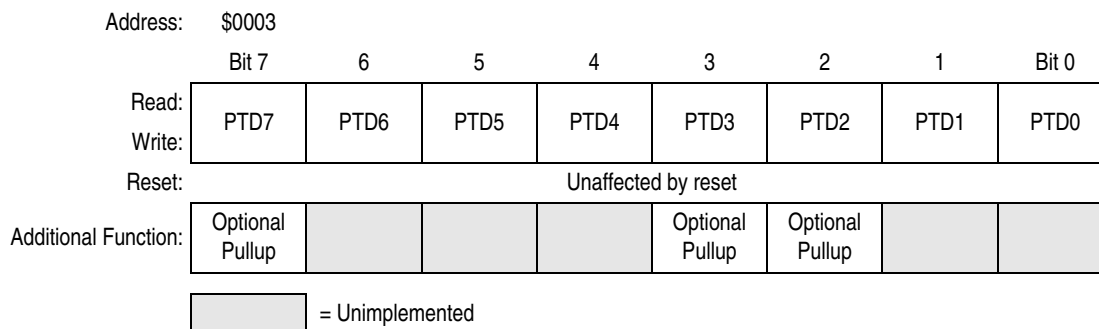 Address: $0003
Bit 7 6 5 4 3 2 1 Bit 0
Read:
Write:
PTD7 PTD6 PTD5 PTD4 PTD3 PTD2 PTD1 PTD0
Reset: Unaffected by reset
Additional Function:
Optional Optional Optional
Pullup Pullup Pullup
= Unimplemented